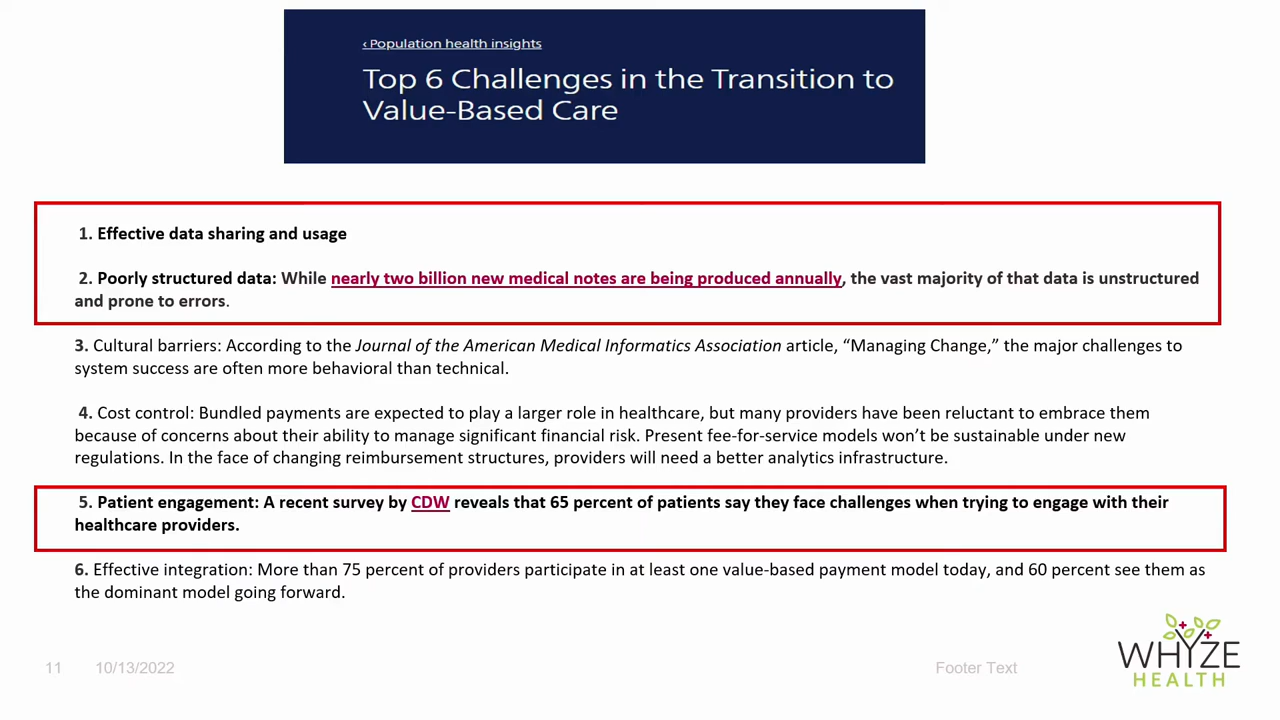 ‹ Population health insights
Top 6 Challenges in the Transition to
Value-Based Care
1. Effective data sharing and usage
2. Poorly structured data: While nearly two billion new medical notes are being produced annually, the vast majority of that data is unstructured
and prone to errors.
3. Cultural barriers: According to the Journal of the American Medical Informatics Association article, “Managing Change,” the major challenges to
system success are often more behavioral than technical.
4. Cost control: Bundled payments are expected to play a larger role in healthcare, but many providers have been reluctant to embrace them
because of concerns about their ability to manage significant financial risk. Present fee-for-service models won’t be sustainable under new
regulations. In the face of changing reimbursement structures, providers will need a better analytics infrastructure.
5. Patient engagement: A recent survey by CDW reveals that 65 percent of patients say they face challenges when trying to engage with their
healthcare providers.
6. Effective integration: More than 75 percent of providers participate in at least one value-based payment model today, and 60 percent see them as
the dominant model going forward.
11 10/13/2022 Footer Text
WHYZE
HEALTH